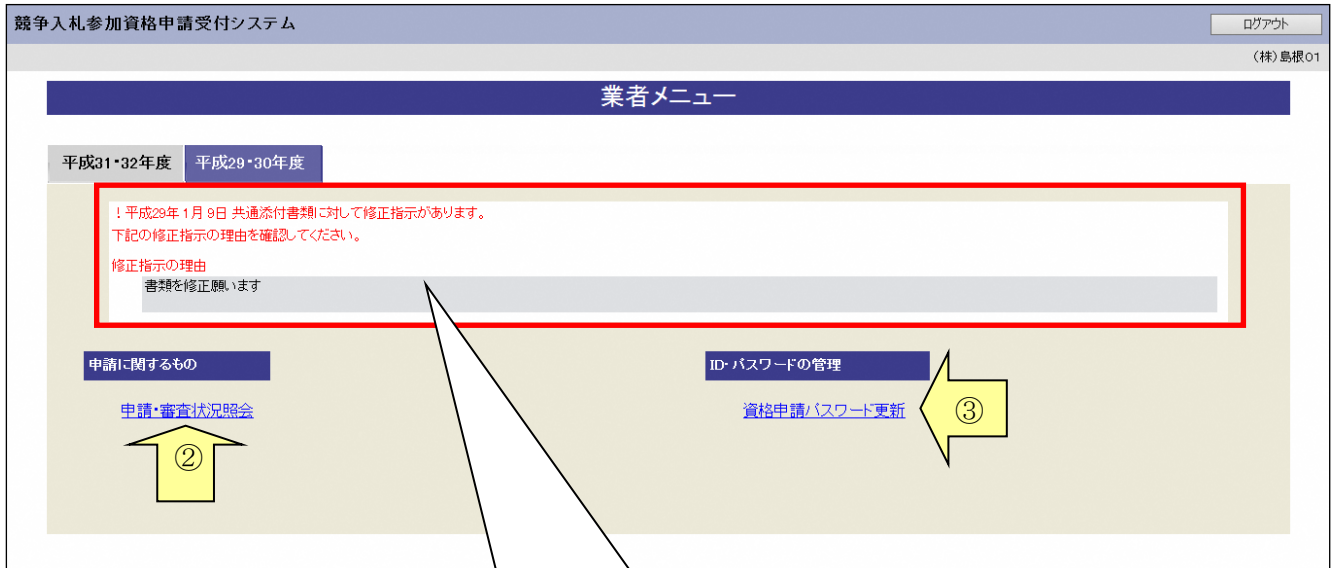 競争入札参加資格申請受付システム
ログアウト
(株)島根01
業者メニュー
平成31・32年度
平成29・30年度
！平成29年 1月 9日 共通添付書類に対して修正指示があります。
下記の修正指示の理由を確認してください。
修正指示の理由
書類を修正願います
申請に関するもの
ID・パスワードの管理
申請・審査状況照会
資格申請パスワード更新
③
②